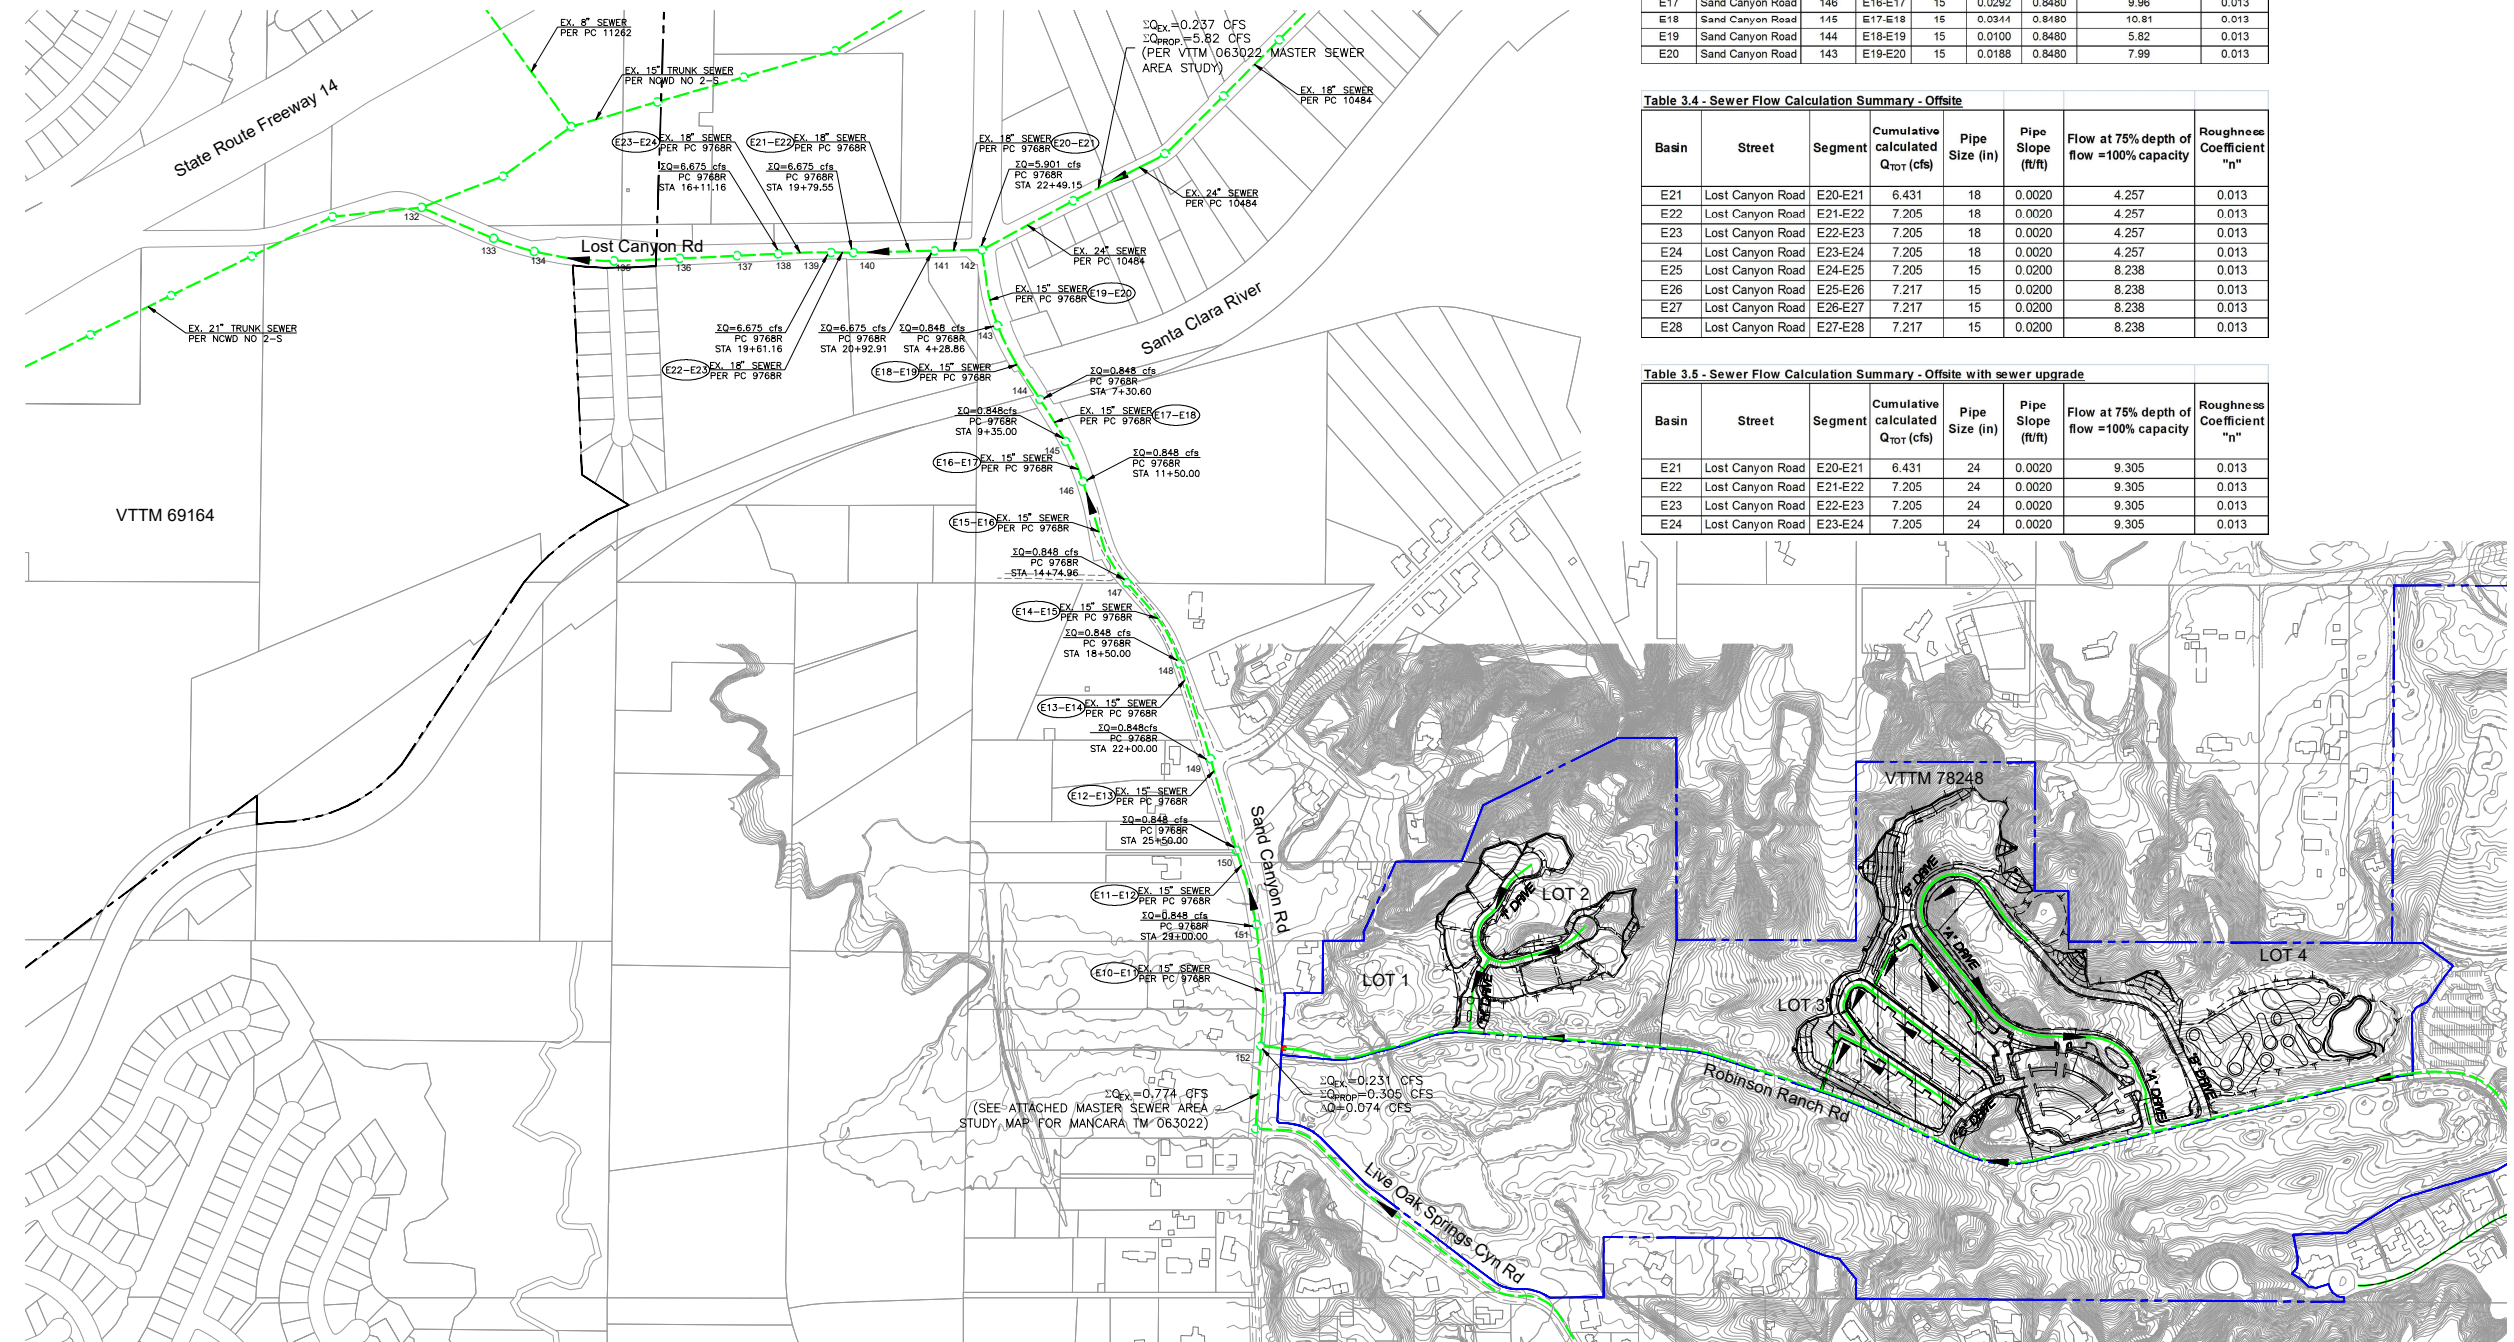 EX. 8" SEWER
PER PC 11262
State Route Freeway 14
EX. 15" TRUNK SEWER
PER NCWD NO 2-S
ΣQEX.=0.237 CFS
ΣQPROP.=5.82 CFS
(PER VTTM 063022 MASTER SEWER
AREA STUDY)
EX. 18" SEWER
PER PC 10484
E23-E24
EX. 18" SEWER
PER PC 9768R
E21-E22
EX. 18" SEWER
PER PC 9768R
EX. 18" SEWER
PER PC 9768R
E20-E21
ΣQ=6.675 cfs
PC 9768R
STA 16+11.16
ΣQ=6.675 cfs
PC 9768R
STA 19+79.55
ΣQ=5.901 cfs
PC 9768R
STA 22+49.15
EX. 24" SEWER
PER PC 10484
EX. 24" SEWER
PER PC 10484
132
133
134
Lost Canyon Rd
135
136
137
138
139
140
141
142
EX. 15" SEWER
PER PC 9768R
E19-E20
EX. 21" TRUNK SEWER
PER NCWD NO 2-S
ΣQ=6.675 cfs
PC 9768R
STA 19+61.16
ΣQ=6.675 cfs
PC 9768R
STA 20+92.91
ΣQ=0.848 cfs
PC 9768R
STA 4+28.86
143
Santa Clara River
E22-E23
EX. 18" SEWER
PER PC 9768R
E18-E19
EX. 15" SEWER
PER PC 9768R
144
ΣQ=0.848 cfs
PC 9768R
STA 7+30.60
ΣQ=0.848cfs
PC 9768R
STA 9+35.00
EX. 15" SEWER
PER PC 9768R
E17-E18
145
E16-E17
EX. 15" SEWER
PER PC 9768R
ΣQ=0.848 cfs
PC 9768R
STA 11+50.00
146
VTTM 69164
E15-E16
EX. 15" SEWER
PER PC 9768R
ΣQ=0.848 cfs
PC 9768R
STA 14+74.96
147
E14-E15
EX. 15" SEWER
PER PC 9768R
ΣQ=0.848 cfs
PC 9768R
STA 18+50.00
148
E13-E14
EX. 15" SEWER
PER PC 9768R
ΣQ=0.848cfs
PC 9768R
STA 22+00.00
149
E12-E13
EX. 15" SEWER
PER PC 9768R
ΣQ=0.848 cfs
PC 9768R
STA 25+50.00
150
Sand Canyon Rd
E11-E12
EX. 15" SEWER
PER PC 9768R
ΣQ=0.848 cfs
PC 9768R
STA 29+00.00
151
E10-E11
EX. 15" SEWER
PER PC 9768R
152
ΣQEX.=0.774 CFS
(SEE ATTACHED MASTER SEWER AREA
STUDY MAP FOR MANCARA TM 063022)
ΣQEX.=0.231 CFS
ΣQPROP=0.305 CFS
ΔQ=0.074 CFS
Live Oak Springs Cyn Rd
Robinson Ranch Rd
LOT 1
LOT 2
LOT 3
LOT 4
VTTM 78248
"B" DRIVE
"A" DRIVE
"A" DRIVE
"B" DRIVE
E17 Sand Canyon Road 146 E16-E17 15 0.0292 0.8480 9.96 0.013
E18 Sand Canyon Road 145 E17-E18 15 0.0344 0.8480 10.81 0.013
E19 Sand Canyon Road 144 E18-E19 15 0.0100 0.8480 5.82 0.013
E20 Sand Canyon Road 143 E19-E20 15 0.0188 0.8480 7.99 0.013
Table 3.4 - Sewer Flow Calculation Summary - Offsite
Basin Street Segment Cumulative calculated QTOT (cfs) Pipe Size (in) Pipe Slope (ft/ft) Flow at 75% depth of flow =100% capacity Roughness Coefficient "n"
E21 Lost Canyon Road E20-E21 6.431 18 0.0020 4.257 0.013
E22 Lost Canyon Road E21-E22 7.205 18 0.0020 4.257 0.013
E23 Lost Canyon Road E22-E23 7.205 18 0.0020 4.257 0.013
E24 Lost Canyon Road E23-E24 7.205 18 0.0020 4.257 0.013
E25 Lost Canyon Road E24-E25 7.205 15 0.0200 8.238 0.013
E26 Lost Canyon Road E25-E26 7.217 15 0.0200 8.238 0.013
E27 Lost Canyon Road E26-E27 7.217 15 0.0200 8.238 0.013
E28 Lost Canyon Road E27-E28 7.217 15 0.0200 8.238 0.013
Table 3.5 - Sewer Flow Calculation Summary - Offsite with sewer upgrade
Basin Street Segment Cumulative calculated QTOT (cfs) Pipe Size (in) Pipe Slope (ft/ft) Flow at 75% depth of flow =100% capacity Roughness Coefficient "n"
E21 Lost Canyon Road E20-E21 6.431 24 0.0020 9.305 0.013
E22 Lost Canyon Road E21-E22 7.205 24 0.0020 9.305 0.013
E23 Lost Canyon Road E22-E23 7.205 24 0.0020 9.305 0.013
E24 Lost Canyon Road E23-E24 7.205 24 0.0020 9.305 0.013